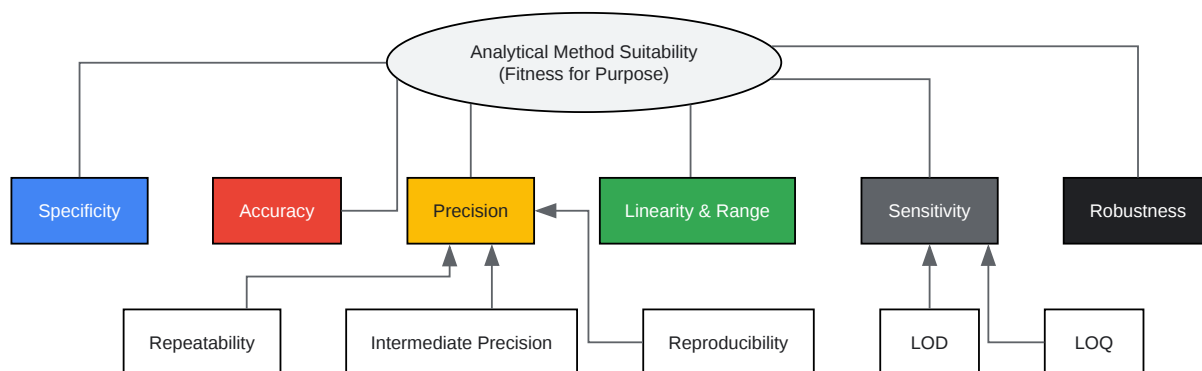 Analytical Method Suitability
(Fitness for Purpose)
Specificity
Accuracy
Precision
Linearity & Range
Sensitivity
Robustness
Repeatability
Intermediate Precision
Reproducibility
LOD
LOQ